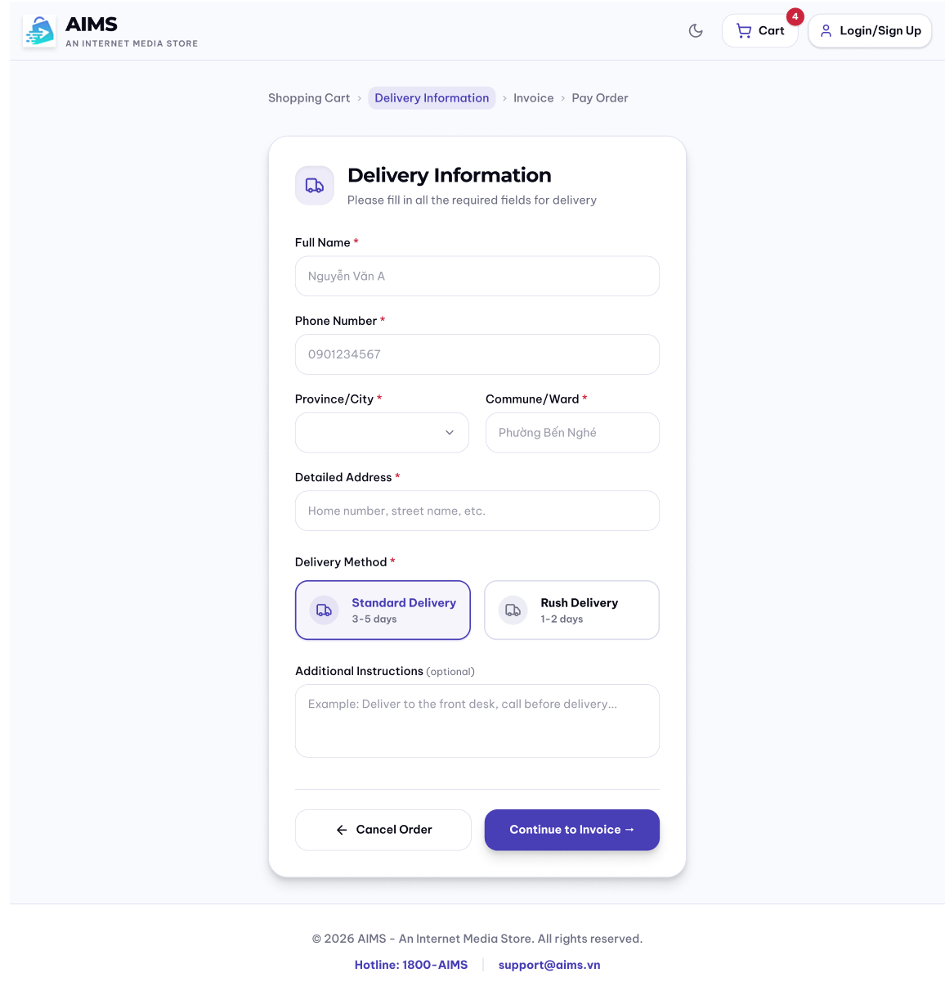 AIMS
AN INTERNET MEDIA STORE
4
Cart
Login/Sign Up
Shopping Cart › Delivery Information › Invoice › Pay Order
Delivery Information
Please fill in all the required fields for delivery
Full Name *
Nguyễn Văn A
Phone Number *
0901234567
Province/City *
Commune/Ward *
Phường Bến Nghé
Detailed Address *
Home number, street name, etc.
Delivery Method *
Standard Delivery
3-5 days
Rush Delivery
1-2 days
Additional Instructions (optional)
Example: Deliver to the front desk, call before delivery...
← Cancel Order
Continue to Invoice →
© 2026 AIMS - An Internet Media Store. All rights reserved.
Hotline: 1800-AIMS | support@aims.vn